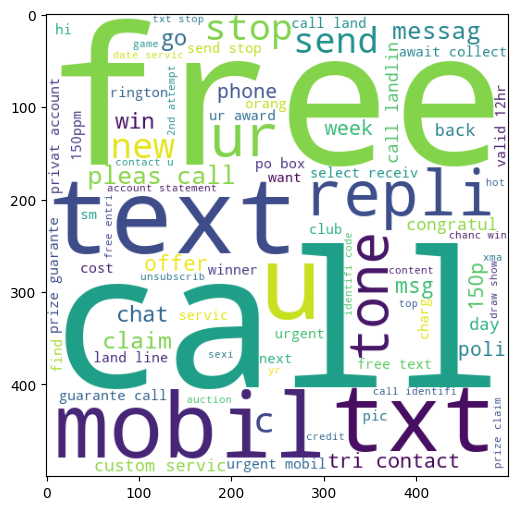 0
hi
txt stop
stop
call land
messag
go
game
send stop
send
await collect
date servic
free
100
privat account
150ppm
rington
2nd attempt
phone
orang
ur award
win
new
ur
week
call landlin
back
valid 12hr
contact u
po box
pleas call
want
select receiv
hot
200
account statement
text
repli
sm
free entri
club
congratul
chanc win
identifi code
tone
xma
prize guarante
cost
offer
winner
unsubscrib
u
content
msg
150p
draw show
300
call
chat
servic
top
charg
day
urgent
find
claim
land line
sexi
next
yr
free text
poli
400
guarante call
auction
call identifi
mobil
c
credit
pic
txt
prize claim
custom servic
urgent mobil
tri contact
0 100 200 300 400